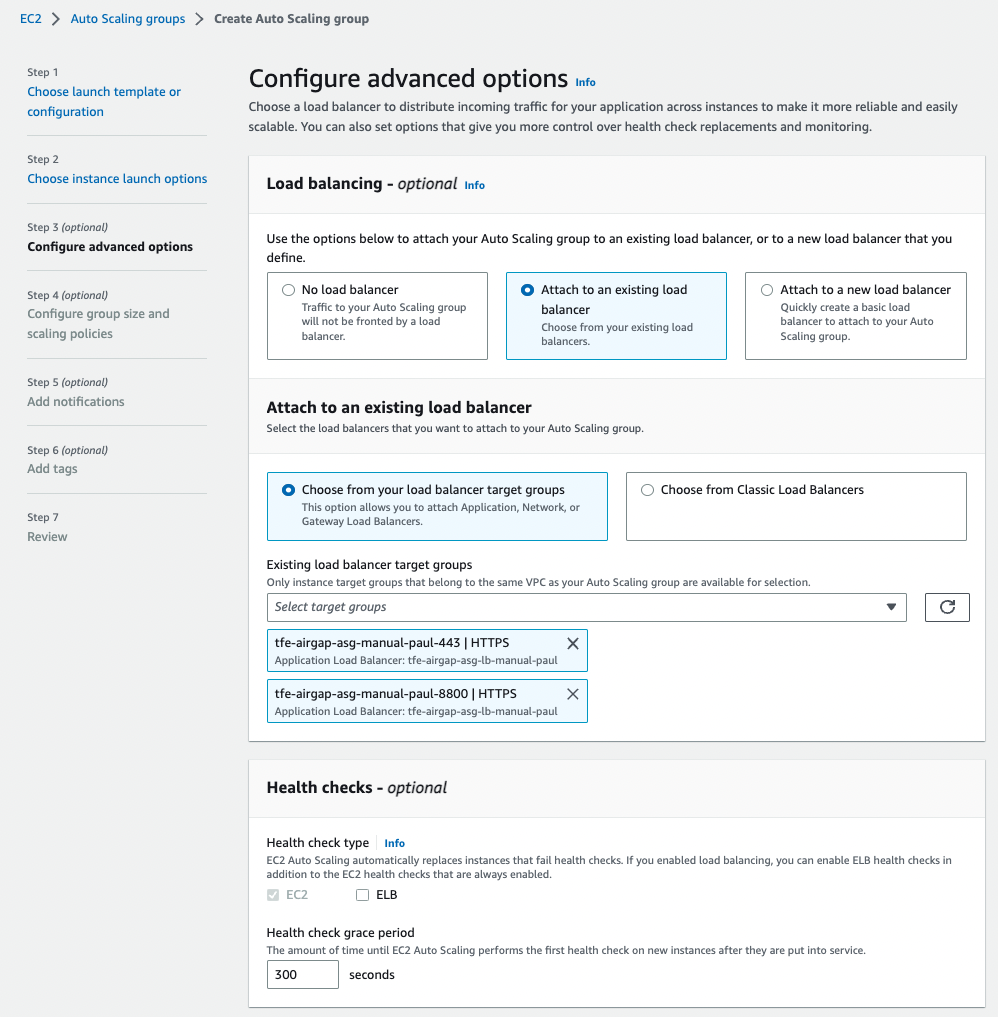 EC2 > Auto Scaling groups > Create Auto Scaling group
Step 1
Choose launch template or
configuration
Step 2
Choose instance launch options
Step 3 (optional)
Configure advanced options
Step 4 (optional)
Configure group size and
scaling policies
Step 5 (optional)
Add notifications
Step 6 (optional)
Add tags
Step 7
Review
Configure advanced options Info
Choose a load balancer to distribute incoming traffic for your application across instances to make it more reliable and easily
scalable. You can also set options that give you more control over health check replacements and monitoring.
Load balancing - optional Info
Use the options below to attach your Auto Scaling group to an existing load balancer, or to a new load balancer that you
define.
No load balancer
Traffic to your Auto Scaling group
will not be fronted by a load
balancer.
Attach to an existing load
balancer
Choose from your existing load
balancers.
Attach to a new load balancer
Quickly create a basic load
balancer to attach to your Auto
Scaling group.
Attach to an existing load balancer
Select the load balancers that you want to attach to your Auto Scaling group.
Choose from your load balancer target groups
This option allows you to attach Application, Network, or
Gateway Load Balancers.
Choose from Classic Load Balancers
Existing load balancer target groups
Only instance target groups that belong to the same VPC as your Auto Scaling group are available for selection.
Select target groups
tfe-airgap-asg-manual-paul-443 | HTTPS
Application Load Balancer: tfe-airgap-asg-lb-manual-paul
tfe-airgap-asg-manual-paul-8800 | HTTPS
Application Load Balancer: tfe-airgap-asg-lb-manual-paul
Health checks - optional
Health check type Info
EC2 Auto Scaling automatically replaces instances that fail health checks. If you enabled load balancing, you can enable ELB health checks in
addition to the EC2 health checks that are always enabled.
EC2 ELB
Health check grace period
The amount of time until EC2 Auto Scaling performs the first health check on new instances after they are put into service.
300 seconds